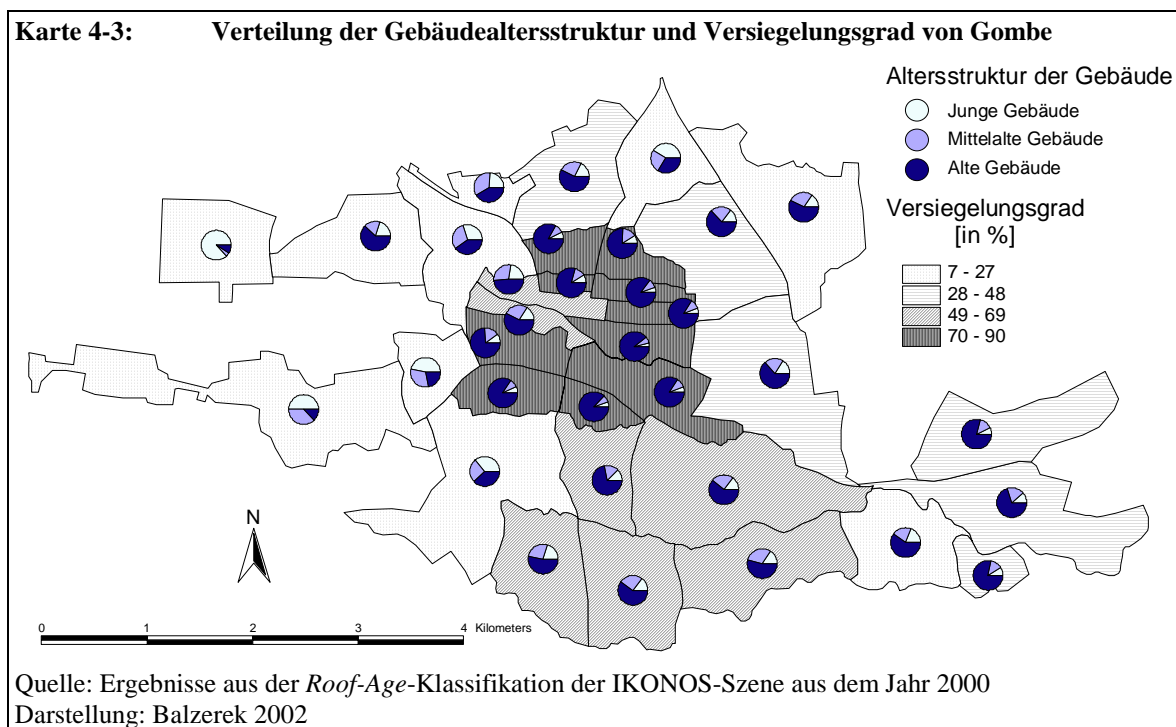 Karte 4-3: Verteilung der Gebäudealtersstruktur und Versiegelungsgrad von Gombe
Altersstruktur der Gebäude
Junge Gebäude
Mittelalte Gebäude
Alte Gebäude
Versiegelungsgrad
[in %]
7 - 27
28 - 48
49 - 69
70 - 90
N
0 1 2 3 4 Kilometers
Quelle: Ergebnisse aus der Roof-Age-Klassifikation der IKONOS-Szene aus dem Jahr 2000
Darstellung: Balzerek 2002